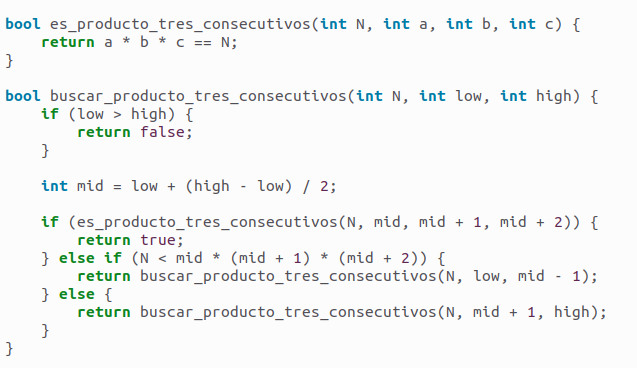 bool es_producto_tres_consecutivos(int N, int a, int b, int c) {
    return a * b * c == N;
}

bool buscar_producto_tres_consecutivos(int N, int low, int high) {
    if (low > high) {
        return false;
    }

    int mid = low + (high - low) / 2;

    if (es_producto_tres_consecutivos(N, mid, mid + 1, mid + 2)) {
        return true;
    } else if (N < mid * (mid + 1) * (mid + 2)) {
        return buscar_producto_tres_consecutivos(N, low, mid - 1);
    } else {
        return buscar_producto_tres_consecutivos(N, mid + 1, high);
    }
}